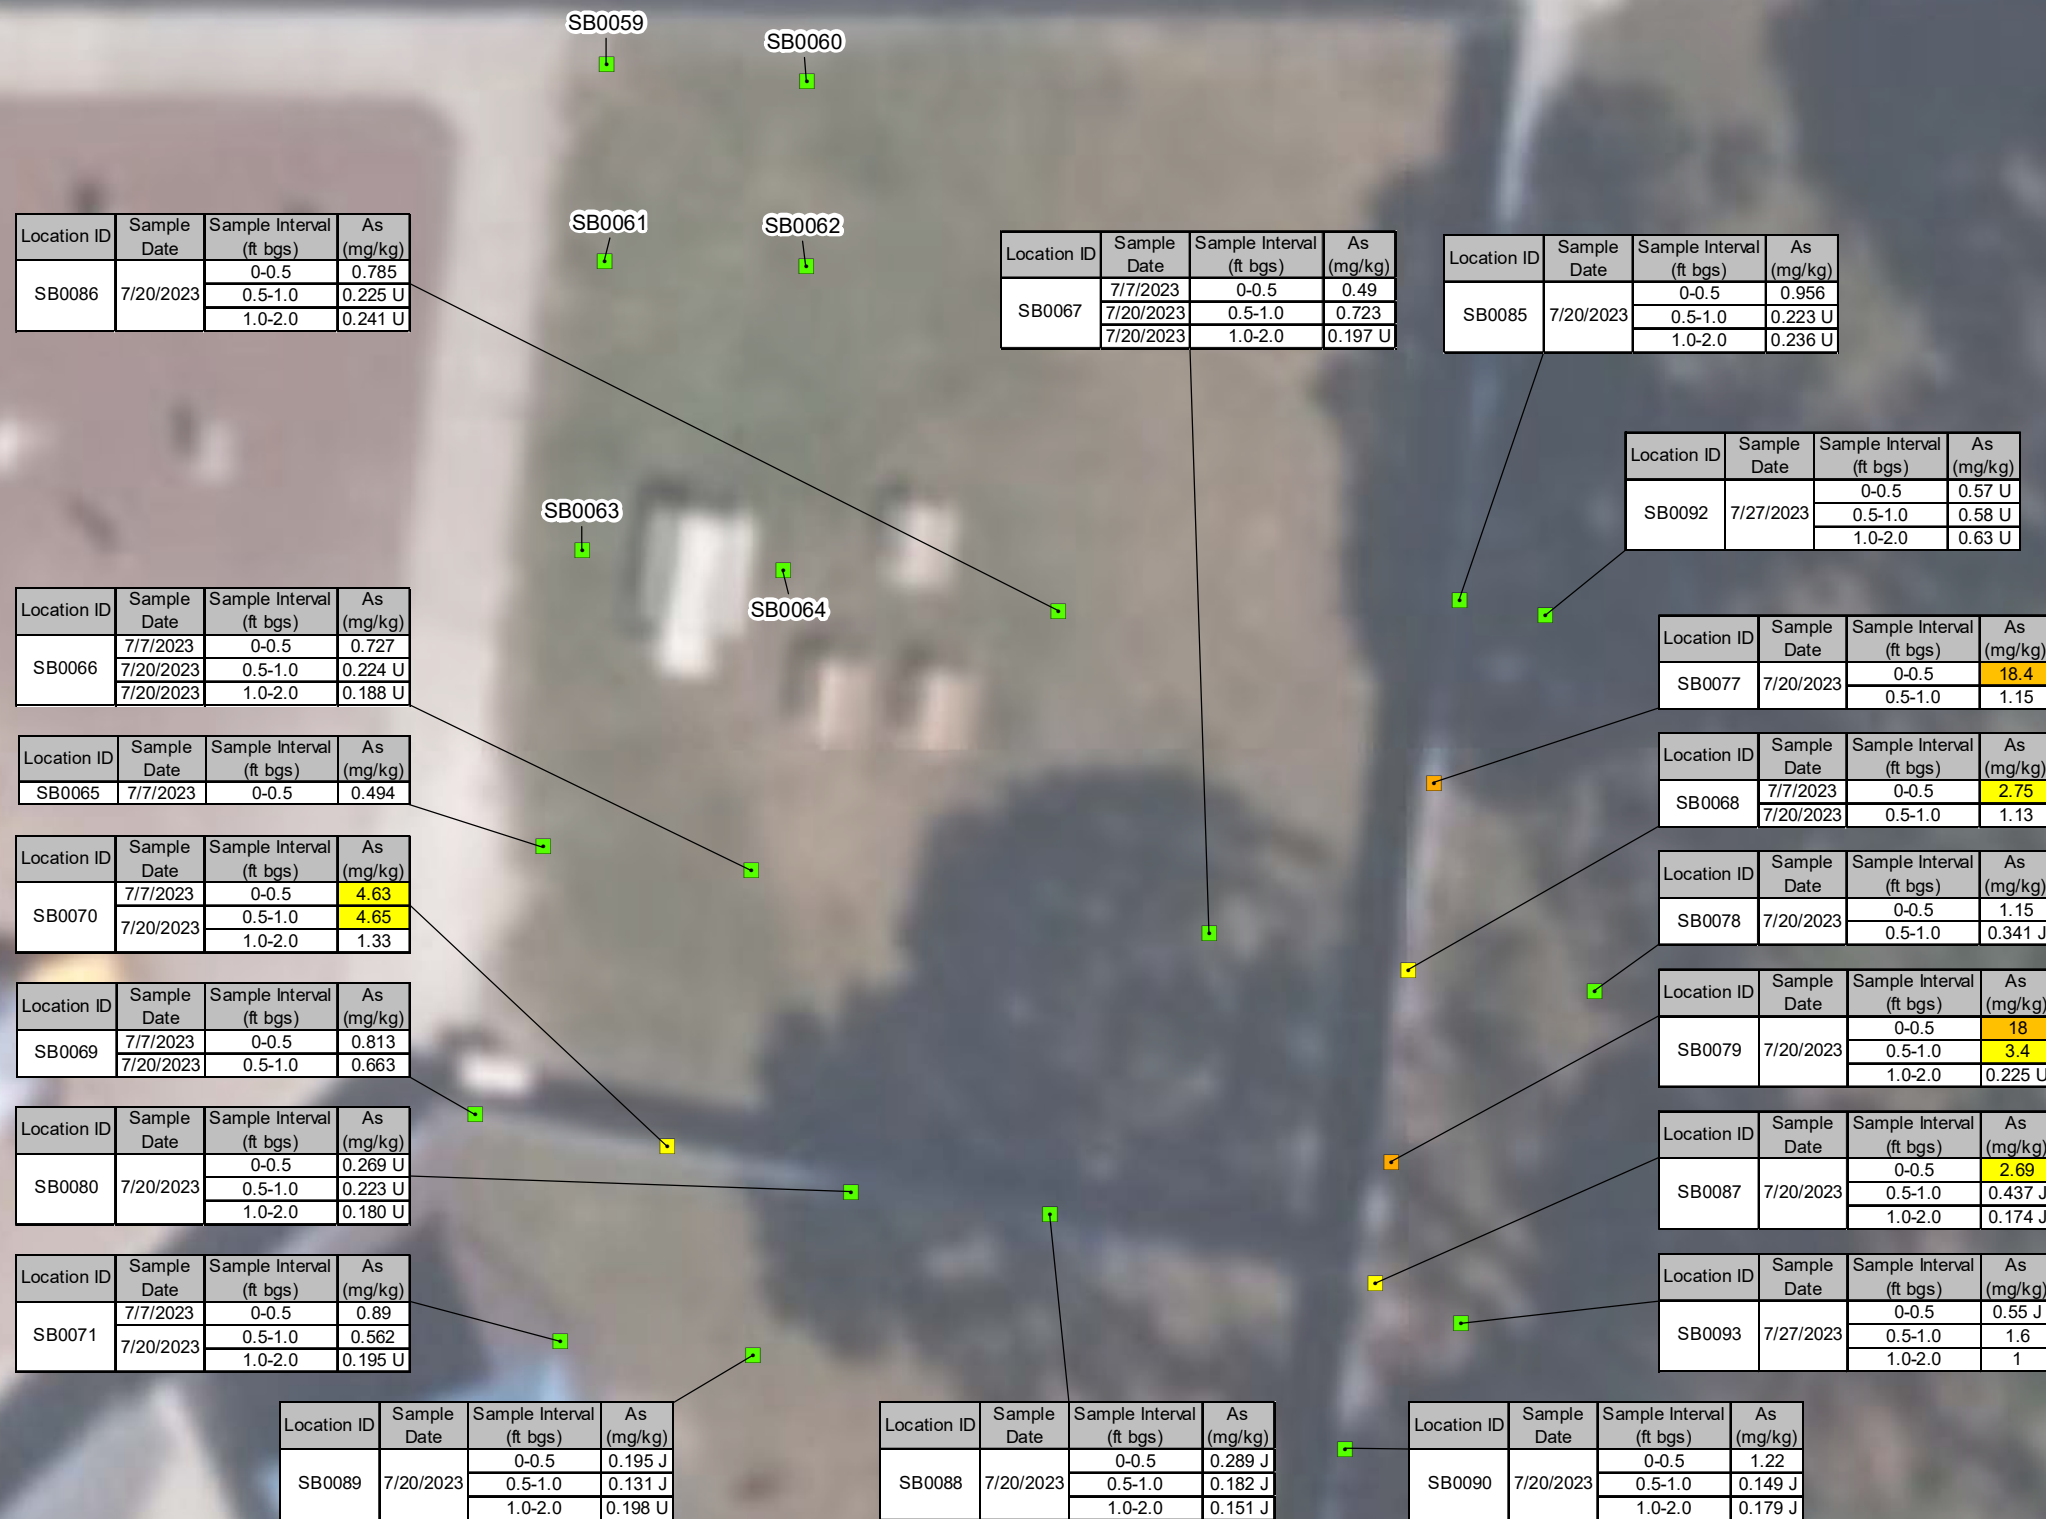 SB0059
SB0060
SB0061
SB0062
SB0063
SB0064
Location ID Sample Date Sample Interval (ft bgs) As (mg/kg)
SB0086 7/20/2023 0-0.5 0.785
0.5-1.0 0.225 U
1.0-2.0 0.241 U
Location ID Sample Date Sample Interval (ft bgs) As (mg/kg)
SB0067 7/7/2023 0-0.5 0.49
7/20/2023 0.5-1.0 0.723
7/20/2023 1.0-2.0 0.197 U
Location ID Sample Date Sample Interval (ft bgs) As (mg/kg)
SB0085 7/20/2023 0-0.5 0.956
0.5-1.0 0.223 U
1.0-2.0 0.236 U
Location ID Sample Date Sample Interval (ft bgs) As (mg/kg)
SB0092 7/27/2023 0-0.5 0.57 U
0.5-1.0 0.58 U
1.0-2.0 0.63 U
Location ID Sample Date Sample Interval (ft bgs) As (mg/kg)
SB0066 7/7/2023 0-0.5 0.727
7/20/2023 0.5-1.0 0.224 U
7/20/2023 1.0-2.0 0.188 U
Location ID Sample Date Sample Interval (ft bgs) As (mg/kg)
SB0077 7/20/2023 0-0.5 18.4
0.5-1.0 1.15
Location ID Sample Date Sample Interval (ft bgs) As (mg/kg)
SB0065 7/7/2023 0-0.5 0.494
Location ID Sample Date Sample Interval (ft bgs) As (mg/kg)
SB0068 7/7/2023 0-0.5 2.75
7/20/2023 0.5-1.0 1.13
Location ID Sample Date Sample Interval (ft bgs) As (mg/kg)
SB0070 7/7/2023 0-0.5 4.63
7/20/2023 0.5-1.0 4.65
1.0-2.0 1.33
Location ID Sample Date Sample Interval (ft bgs) As (mg/kg)
SB0078 7/20/2023 0-0.5 1.15
0.5-1.0 0.341 J
Location ID Sample Date Sample Interval (ft bgs) As (mg/kg)
SB0069 7/7/2023 0-0.5 0.813
7/20/2023 0.5-1.0 0.663
Location ID Sample Date Sample Interval (ft bgs) As (mg/kg)
SB0079 7/20/2023 0-0.5 18
0.5-1.0 3.4
1.0-2.0 0.225 U
Location ID Sample Date Sample Interval (ft bgs) As (mg/kg)
SB0080 7/20/2023 0-0.5 0.269 U
0.5-1.0 0.223 U
1.0-2.0 0.180 U
Location ID Sample Date Sample Interval (ft bgs) As (mg/kg)
SB0087 7/20/2023 0-0.5 2.69
0.5-1.0 0.437 J
1.0-2.0 0.174 J
Location ID Sample Date Sample Interval (ft bgs) As (mg/kg)
SB0071 7/7/2023 0-0.5 0.89
7/20/2023 0.5-1.0 0.562
1.0-2.0 0.195 U
Location ID Sample Date Sample Interval (ft bgs) As (mg/kg)
SB0093 7/27/2023 0-0.5 0.55 J
0.5-1.0 1.6
1.0-2.0 1
Location ID Sample Date Sample Interval (ft bgs) As (mg/kg)
SB0089 7/20/2023 0-0.5 0.195 J
0.5-1.0 0.131 J
1.0-2.0 0.198 U
Location ID Sample Date Sample Interval (ft bgs) As (mg/kg)
SB0088 7/20/2023 0-0.5 0.289 J
0.5-1.0 0.182 J
1.0-2.0 0.151 J
Location ID Sample Date Sample Interval (ft bgs) As (mg/kg)
SB0090 7/20/2023 0-0.5 1.22
0.5-1.0 0.149 J
1.0-2.0 0.179 J